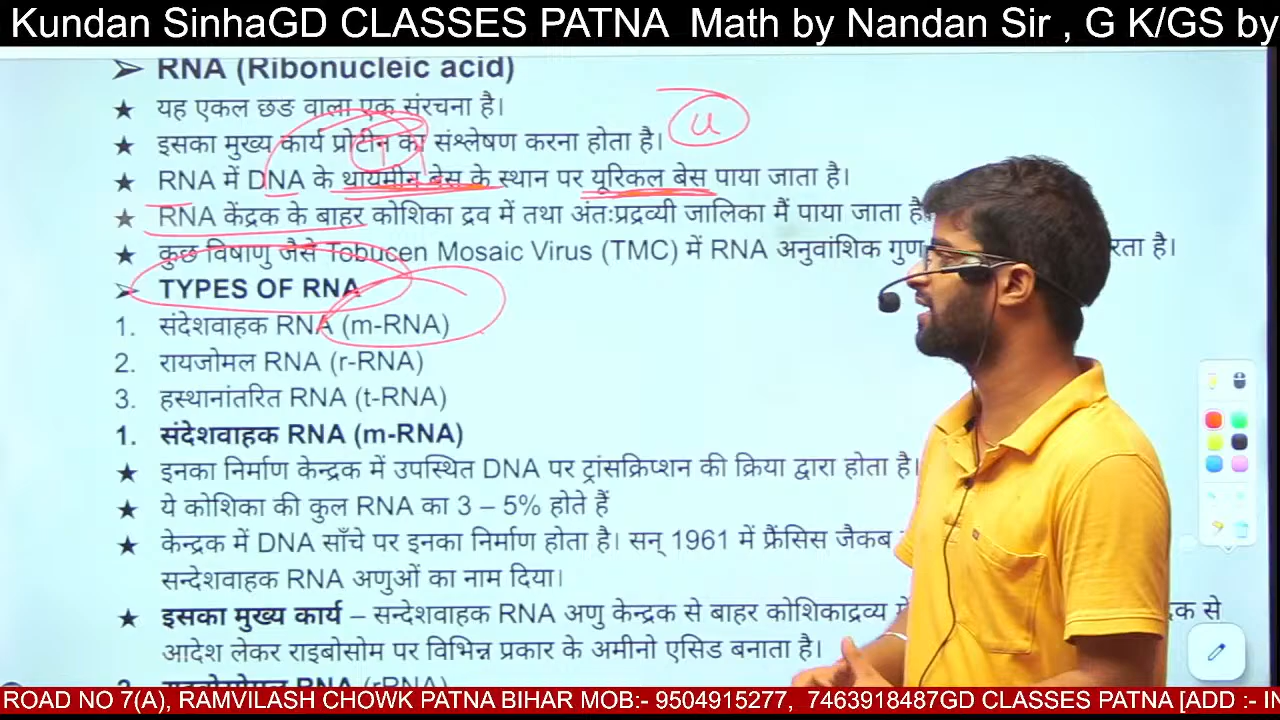 Kundan SinhaGD CLASSES PATNA Math by Nandan Sir , G K/GS by
➢ RNA (Ribonucleic acid)
★ यह एकल छङ वाला एक संरचना है।
★ इसका मुख्य कार्य प्रोटीन का संश्लेषण करना होता है।
u
T
★ RNA में DNA के थायमीन बेस के स्थान पर यूरिकल बेस पाया जाता है।
★ RNA केंद्रक के बाहर कोशिका द्रव में तथा अंतःप्रद्रव्यी जालिका मैं पाया जाता है
★ कुछ विषाणु जैसे Tobucen Mosaic Virus (TMC) में RNA अनुवांशिक गुण रता है।
➢ TYPES OF RNA
1. संदेशवाहक RNA (m-RNA)
2. रायजोमल RNA (r-RNA)
3. हस्थानांतरित RNA (t-RNA)
1. संदेशवाहक RNA (m-RNA)
★ इनका निर्माण केन्द्रक में उपस्थित DNA पर ट्रांसक्रिप्शन की क्रिया द्वारा होता है।
★ ये कोशिका की कुल RNA का 3 – 5% होते हैं
★ केन्द्रक में DNA साँचे पर इनका निर्माण होता है। सन् 1961 में फ्रैंसिस जैकब
सन्देशवाहक RNA अणुओं का नाम दिया।
★ इसका मुख्य कार्य – सन्देशवाहक RNA अणु केन्द्रक से बाहर कोशिकाद्रव्य में से
आदेश लेकर राइबोसोम पर विभिन्न प्रकार के अमीनो एसिड बनाता है।
ROAD NO 7(A), RAMVILASH CHOWK PATNA BIHAR MOB:- 9504915277, 7463918487GD CLASSES PATNA [ADD :- IN